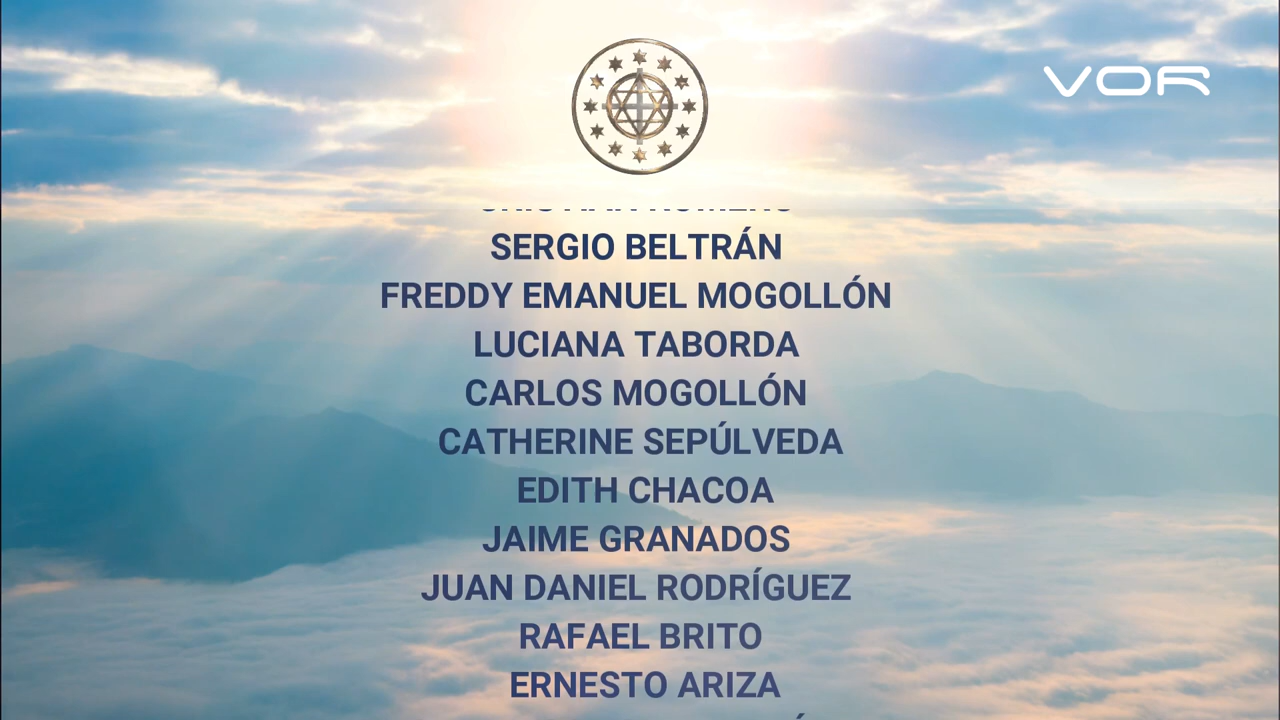 VOR
SERGIO BELTRÁN
FREDDY EMANUEL MOGOLLÓN
LUCIANA TABORDA
CARLOS MOGOLLÓN
CATHERINE SEPÚLVEDA
EDITH CHACOA
JAIME GRANADOS
JUAN DANIEL RODRÍGUEZ
RAFAEL BRITO
ERNESTO ARIZA